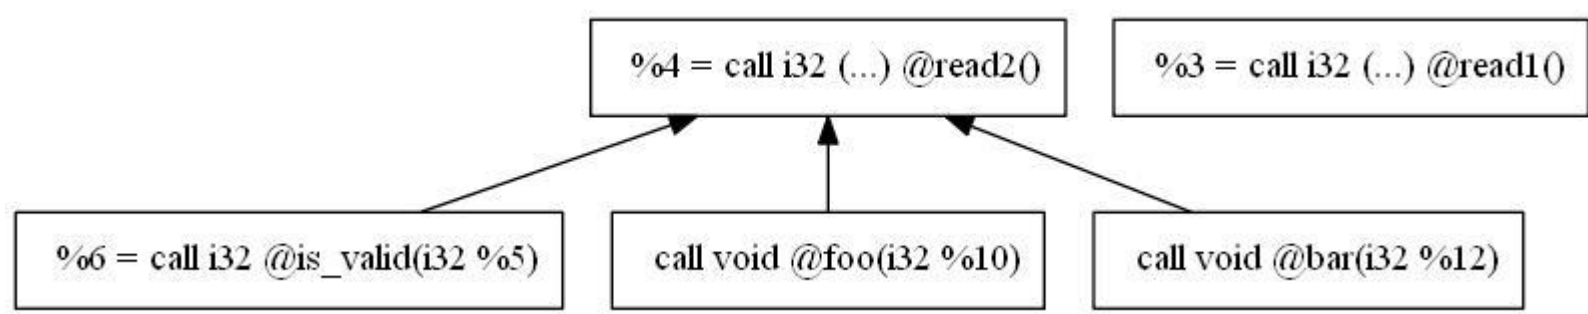 %4 = call i32 (...) @read2()
%3 = call i32 (...) @read1()
%6 = call i32 @is_valid(i32 %5)
call void @foo(i32 %10)
call void @bar(i32 %12)